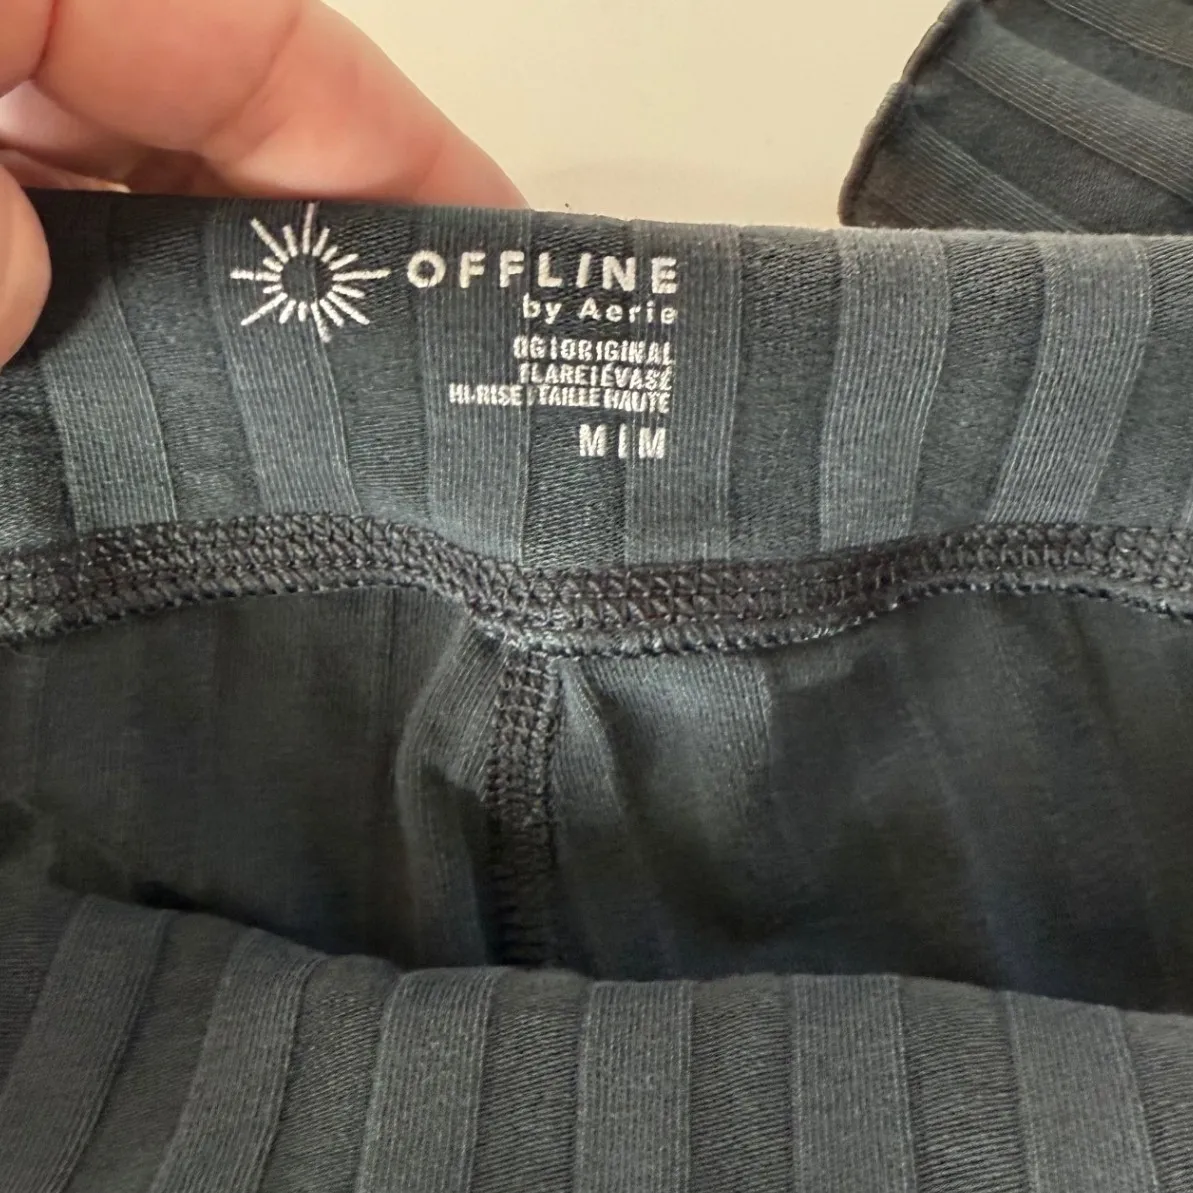 OFFLINE
by Aerie
OG | ORIGINAL
FLARE | ÉVASÉ
HI-RISE / TAILLE HAUTE
M | M